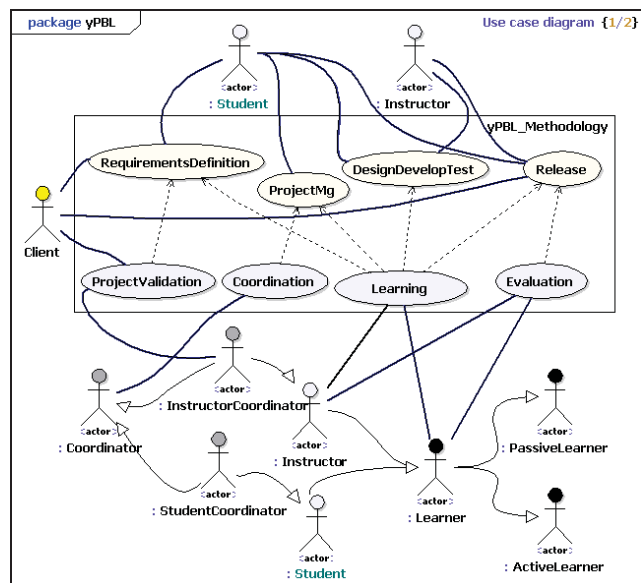 package yPBL
Use case diagram {1/2}
<actor>
: Student
<actor>
: Instructor
yPBL_Methodology
RequirementsDefinition
ProjectMg
DesignDevelopTest
Release
Client
ProjectValidation
Coordination
Learning
Evaluation
<actor>
: Coordinator
<actor>
: InstructorCoordinator
<actor>
: Instructor
<actor>
: PassiveLearner
<actor>
: StudentCoordinator
<actor>
: Student
<actor>
: Learner
<actor>
: ActiveLearner